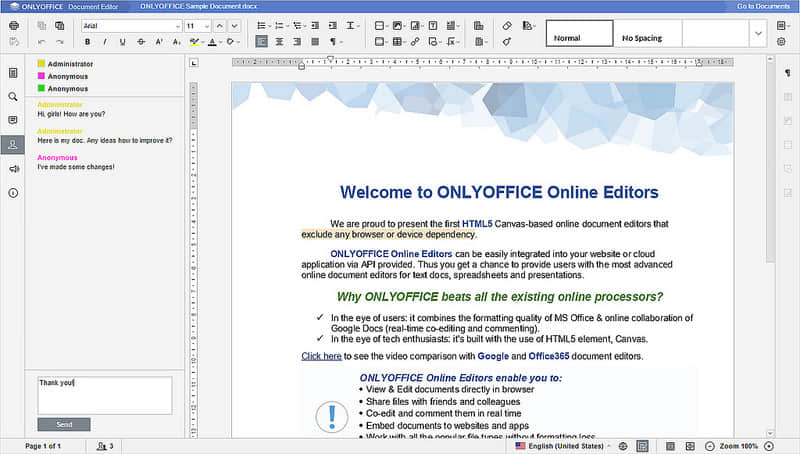 ONLYOFFICE Document Editor
ONLYOFFICE Sample Document.docx
Go to Documents
Arial
11
Normal
No Spacing
Administrator
Anonymous
Anonymous
Administrator
Hi, girls! How are you?
Administrator
Here is my doc. Any ideas how to improve it?
Anonymous
I've made some changes!
Thank you!
Send
Welcome to ONLYOFFICE Online Editors
We are proud to present the first HTML5 Canvas-based online document editors that
exclude any browser or device dependency.
ONLYOFFICE Online Editors can be easily integrated into your website or cloud
application via API provided. Thus you get a chance to provide users with the most advanced
online document editors for text docs, spreadsheets and presentations.
Why ONLYOFFICE beats all the existing online processors?
✓ In the eye of users: it combines the formatting quality of MS Office & online collaboration of
Google Docs (real-time co-editing and commenting).
✓ In the eye of tech enthusiasts: it's built with the use of HTML5 element, Canvas.
Click here to see the video comparison with Google and Office365 document editors.
ONLYOFFICE Online Editors enable you to:
• View & Edit documents directly in browser
• Share files with friends and colleagues
• Co-edit and comment them in real time
• Embed documents to websites and apps
• Work with all the popular file types without formatting loss
Page 1 of 1
3
English (United States)
Zoom 100%